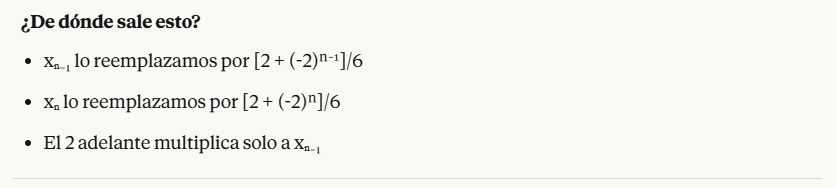 ¿De dónde sale esto?
• xₙ₋₁ lo reemplazamos por [2 + (-2)ⁿ⁻¹]/6
• xₙ lo reemplazamos por [2 + (-2)ⁿ]/6
• El 2 adelante multiplica solo a xₙ₋₁